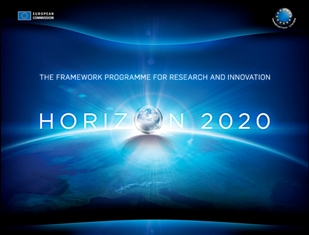 EUROPEAN
COMMISSION
THE FRAMEWORK PROGRAMME FOR RESEARCH AND INNOVATION
HORIZON 2020